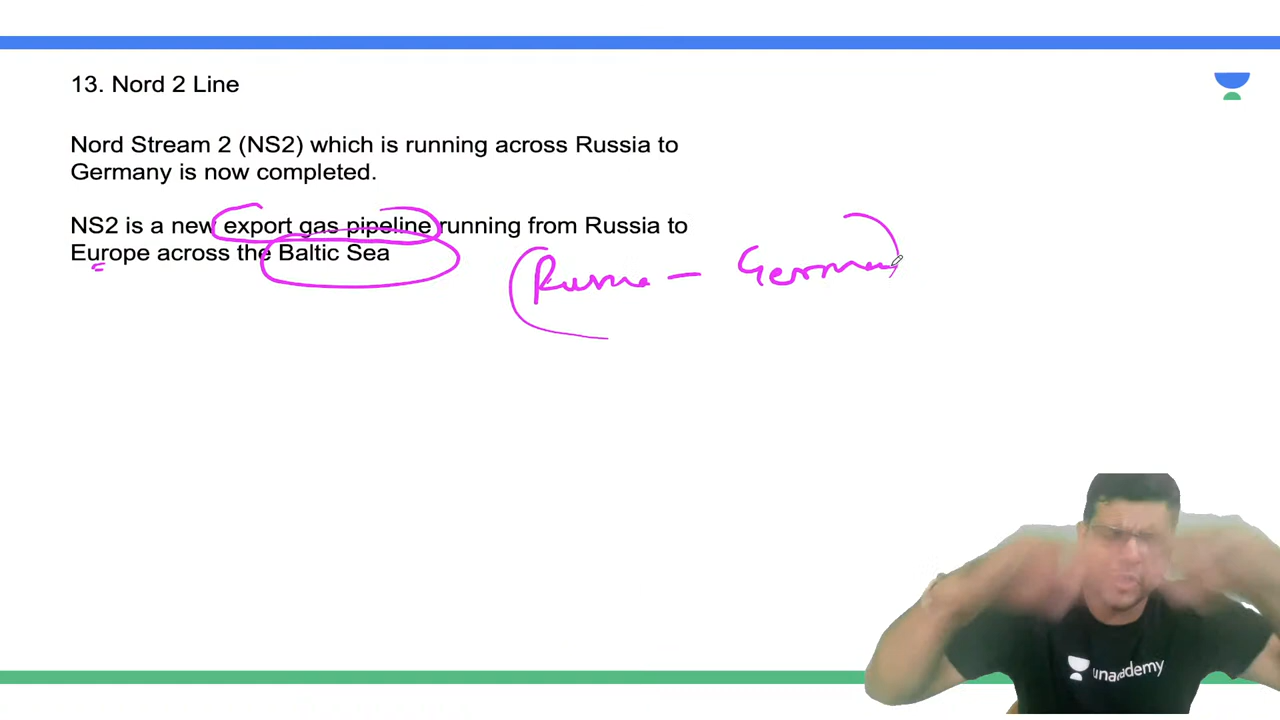 13. Nord 2 Line
Nord Stream 2 (NS2) which is running across Russia to
Germany is now completed.
NS2 is a new export gas pipeline running from Russia to
Europe across the Baltic Sea
Russia – Germany
unacademy